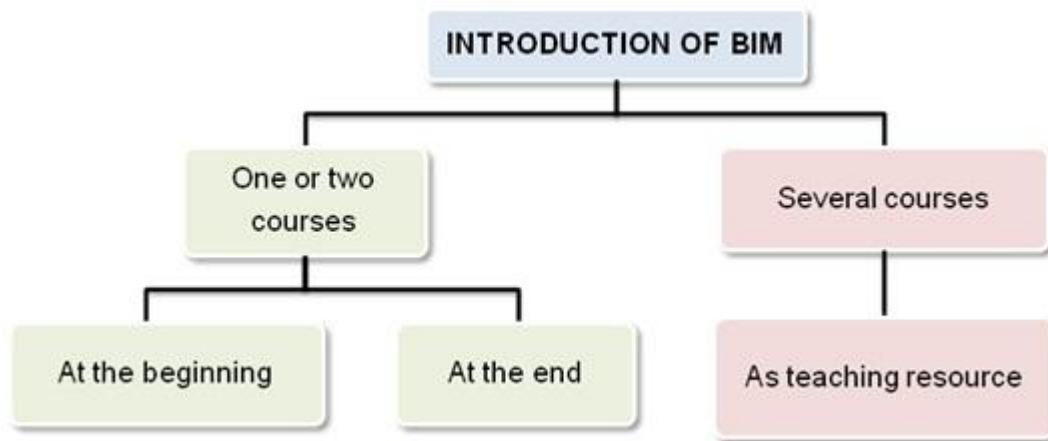 INTRODUCTION OF BIM
One or two
courses
Several courses
At the beginning
At the end
As teaching resource